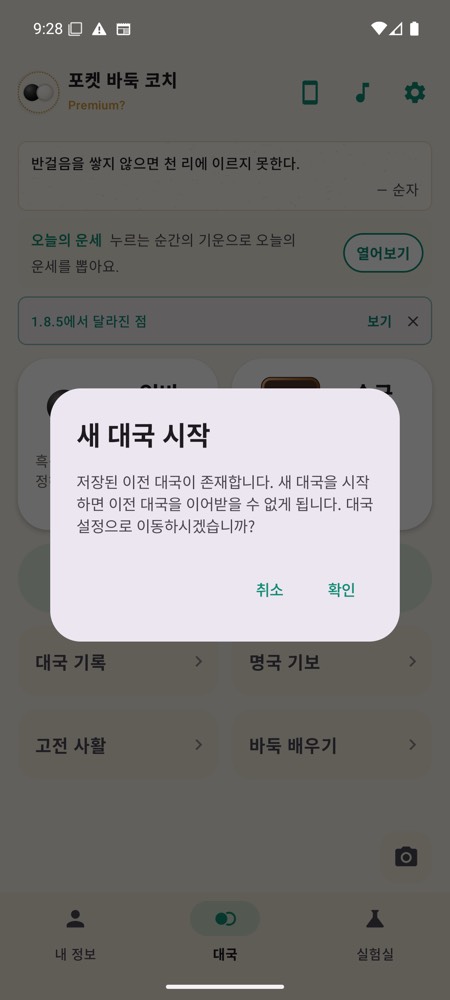 9:28
포켓 바둑 코치
Premium?
반걸음을 쌓지 않으면 천 리에 이르지 못한다.
– 순자
오늘의 운세 누르는 순간의 기운으로 오늘의
운세를 뽑아요.
열어보기
1.8.5에서 달라진 점
보기
새 대국 시작
저장된 이전 대국이 존재합니다. 새 대국을 시작
하면 이전 대국을 이어받을 수 없게 됩니다. 대국
설정으로 이동하시겠습니까?
취소
확인
대국 기록
명국 기보
고전 사활
바둑 배우기
내 정보
대국
실험실